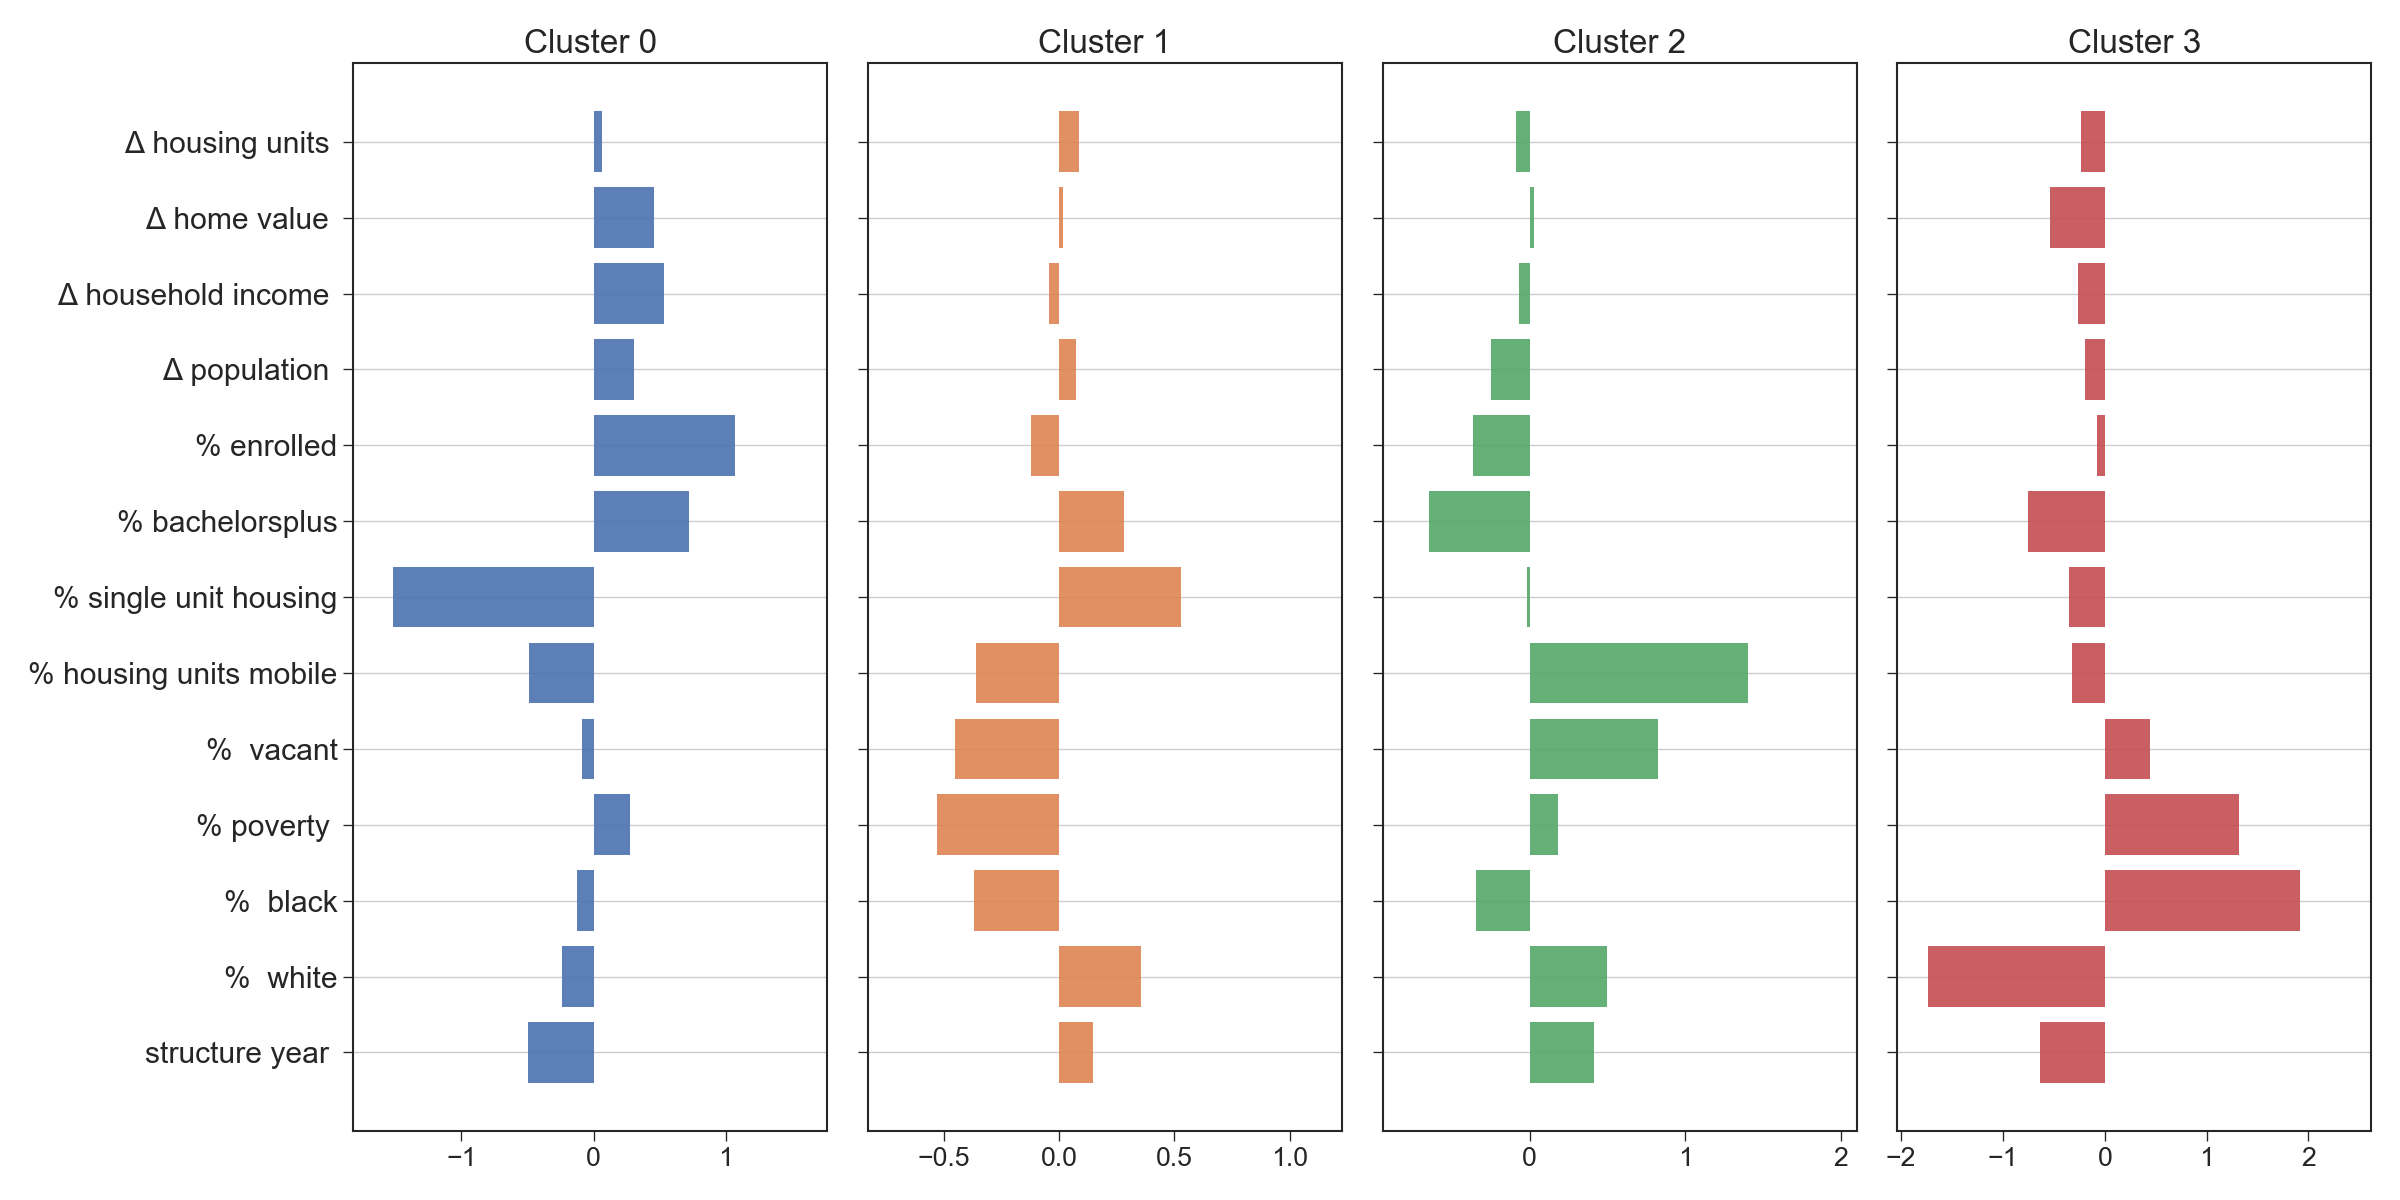 Cluster 0 Cluster 1 Cluster 2 Cluster 3
Δ housing units
Δ home value
Δ household income
Δ population
% enrolled
% bachelorsplus
% single unit housing
% housing units mobile
%  vacant
% poverty
%  black
%  white
structure year
−1 0 1 −0.5 0.0 0.5 1.0 0 1 2 −2 −1 0 1 2